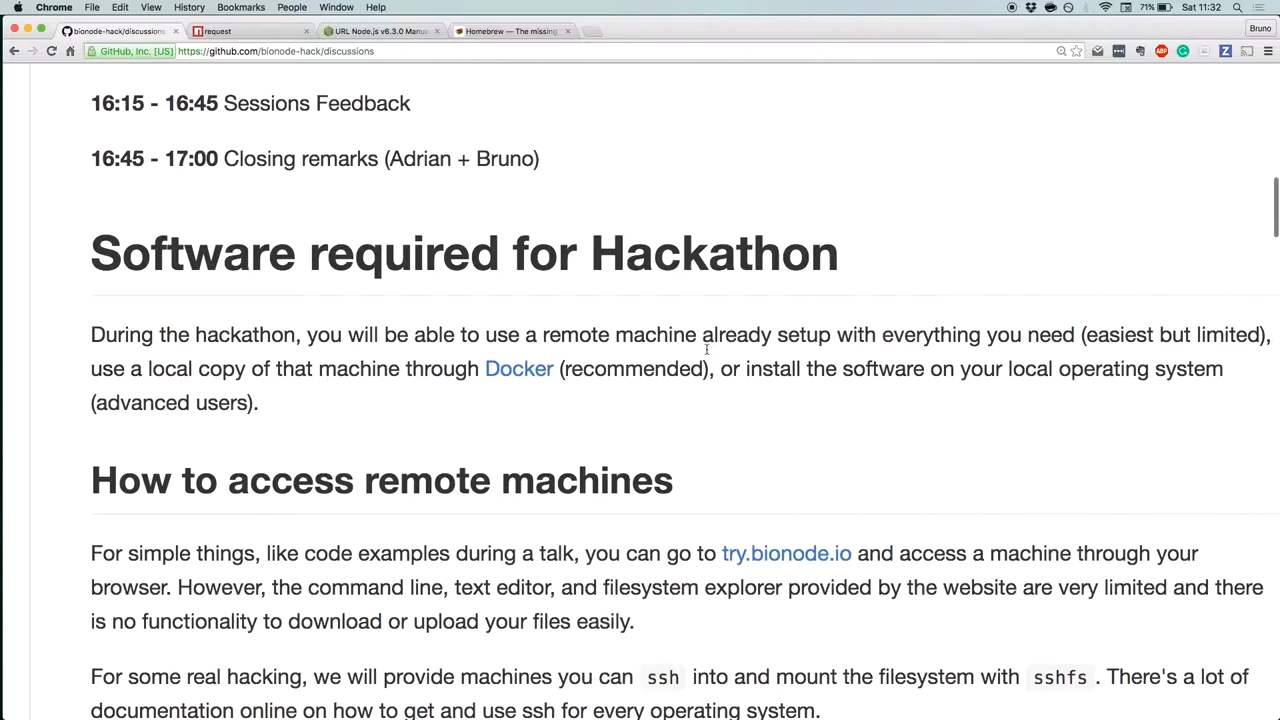 Chrome File Edit View History Bookmarks People Window Help 71% Sat 11:32
bionode-hack/discussions request URL Node.js v6.3.0 Manua Homebrew — The missing Bruno
GitHub, Inc. [US] https://github.com/bionode-hack/discussions
16:15 - 16:45 Sessions Feedback
16:45 - 17:00 Closing remarks (Adrian + Bruno)
Software required for Hackathon
During the hackathon, you will be able to use a remote machine already setup with everything you need (easiest but limited),
use a local copy of that machine through Docker (recommended), or install the software on your local operating system
(advanced users).
How to access remote machines
For simple things, like code examples during a talk, you can go to try.bionode.io and access a machine through your
browser. However, the command line, text editor, and filesystem explorer provided by the website are very limited and there
is no functionality to download or upload your files easily.
For some real hacking, we will provide machines you can ssh into and mount the filesystem with sshfs. There's a lot of
documentation online on how to get and use ssh for every operating system.